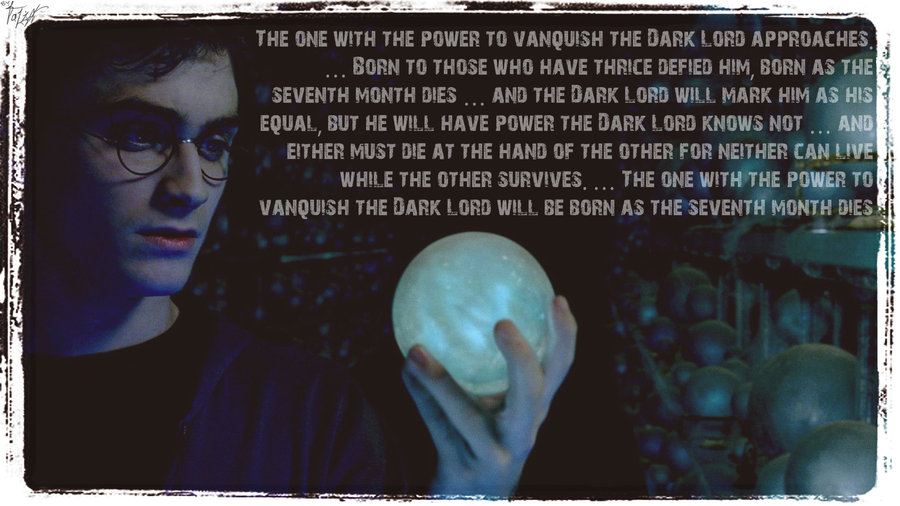 The one with the power to vanquish the Dark Lord approaches.
... Born to those who have thrice defied him, born as the
seventh month dies ... and the Dark Lord will mark him as his
equal, but he will have power the Dark Lord knows not ... and
either must die at the hand of the other for neither can live
while the other survives. ... The one with the power to
vanquish the Dark Lord will be born as the seventh month dies